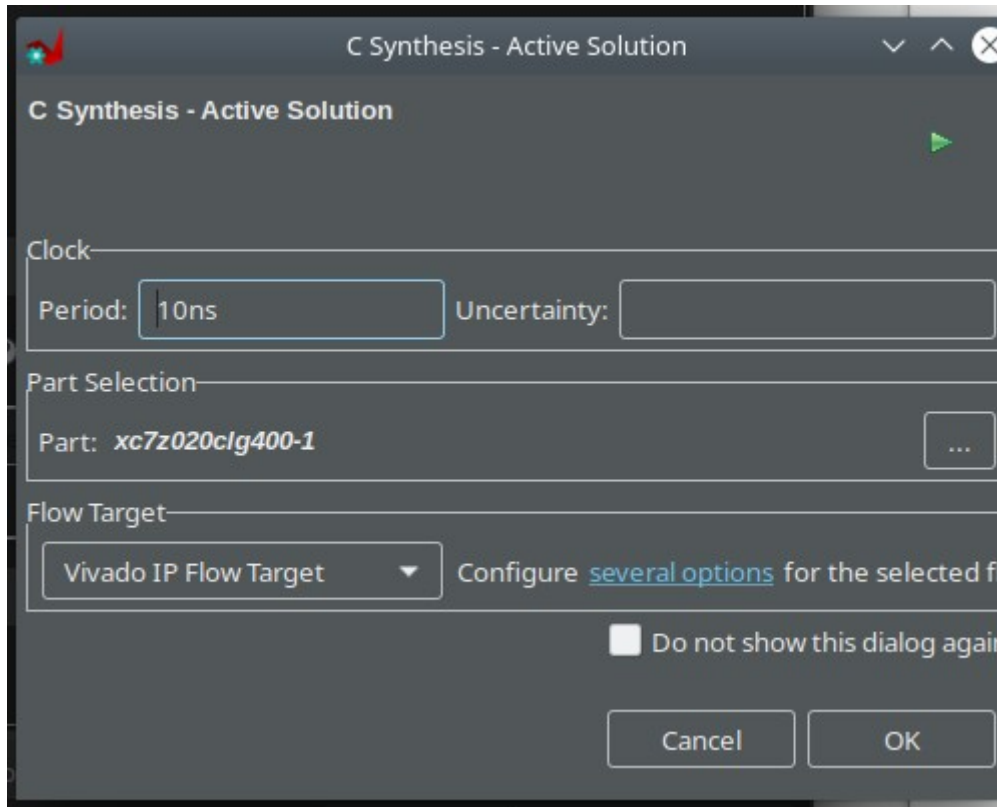 C Synthesis - Active Solution
C Synthesis - Active Solution
Clock
Period: 10ns Uncertainty:
Part Selection
Part: xc7z020clg400-1 ...
Flow Target
Vivado IP Flow Target Configure several options for the selected f
Do not show this dialog agai
Cancel OK